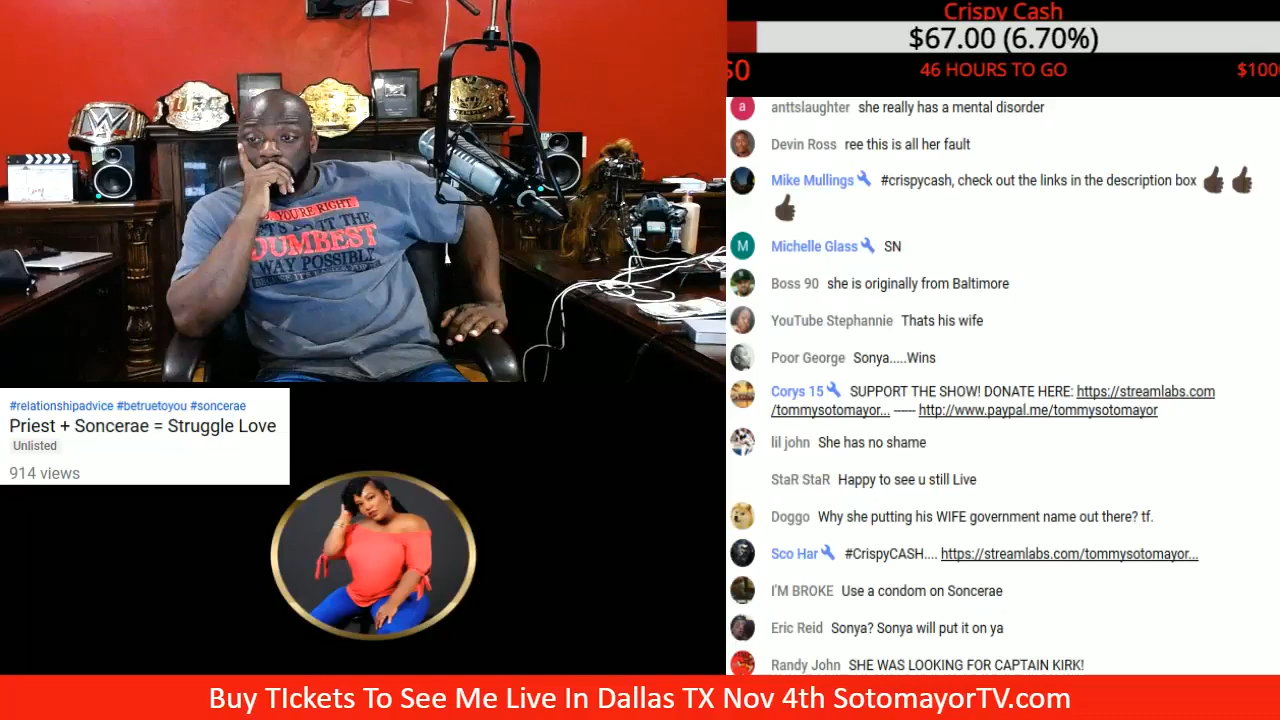 Crispy Cash
$67.00 (6.70%)
$0 46 HOURS TO GO $100
a anttslaughter she really has a mental disorder
Devin Ross ree this is all her fault
Mike Mullings #crispycash, check out the links in the description box
M Michelle Glass SN
Boss 90 she is originally from Baltimore
YouTube Stephannie Thats his wife
Poor George Sonya.....Wins
Corys 15 SUPPORT THE SHOW! DONATE HERE: https://streamlabs.com
/tommysotomayor... ------ http://www.paypal.me/tommysotomayor
lil john She has no shame
StaR StaR Happy to see u still Live
Doggo Why she putting his WIFE government name out there? tf.
Sco Har #CrispyCASH.... https://streamlabs.com/tommysotomayor...
I'M BROKE Use a condom on Soncerae
Eric Reid Sonya? Sonya will put it on ya
Randy John SHE WAS LOOKING FOR CAPTAIN KIRK!
W
UFC
YOU'RE RIGHT
IT THE
DUMBEST
WAY POSSIBLY
#relationshipadvice #betruetoyou #soncerae
Priest + Soncerae = Struggle Love
Unlisted
914 views
Buy TIckets To See Me Live In Dallas TX Nov 4th SotomayorTV.com